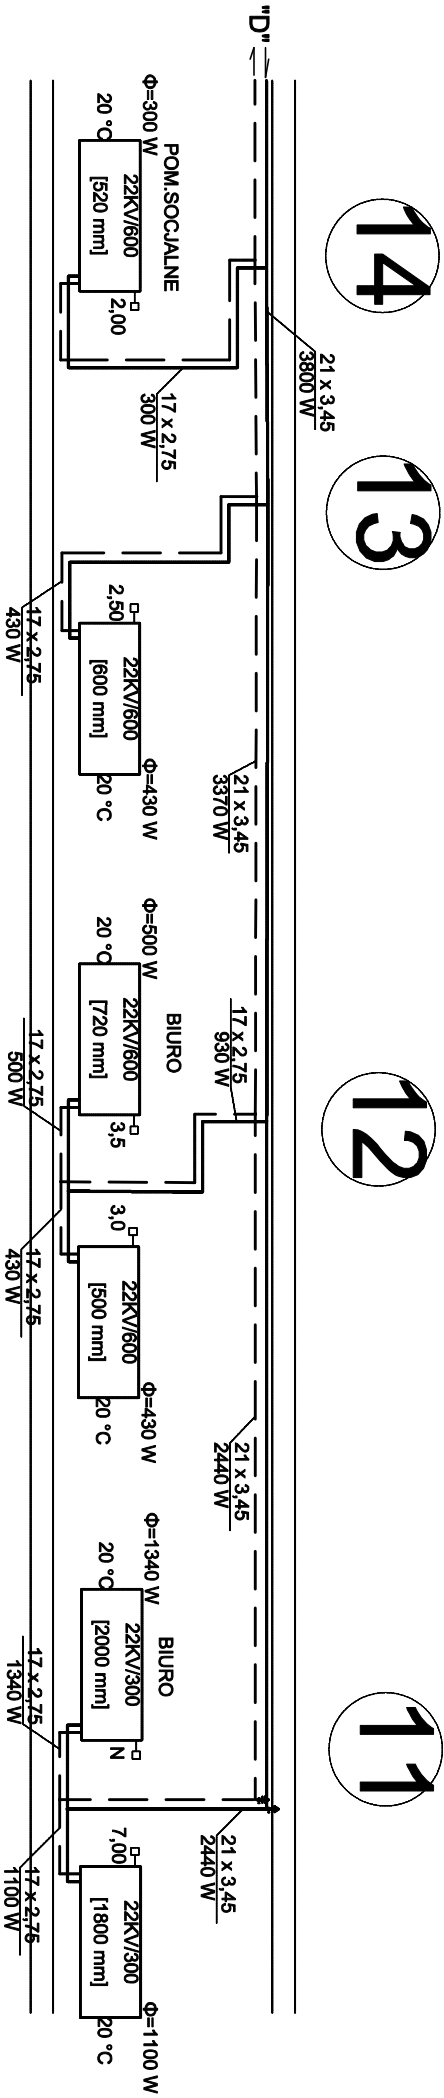 "D"
14
13
12
11
21 x 3,45
3800 W
POM.SOCJALNE
Φ=300 W
20 °C
22KV/600
[520 mm]
2,00
17 x 2,75
300 W
2,50
22KV/600
[600 mm]
Φ=430 W
20 °C
17 x 2,75
430 W
21 x 3,45
3370 W
BIURO
Φ=500 W
20 °C
22KV/600
[720 mm]
3,5
17 x 2,75
930 W
17 x 2,75
500 W
3,0
22KV/600
[500 mm]
Φ=430 W
20 °C
17 x 2,75
430 W
21 x 3,45
2440 W
BIURO
Φ=1340 W
20 °C
22KV/300
[2000 mm]
N
17 x 2,75
1340 W
21 x 3,45
2440 W
7,00
22KV/300
[1800 mm]
Φ=1100 W
20 °C
17 x 2,75
1100 W